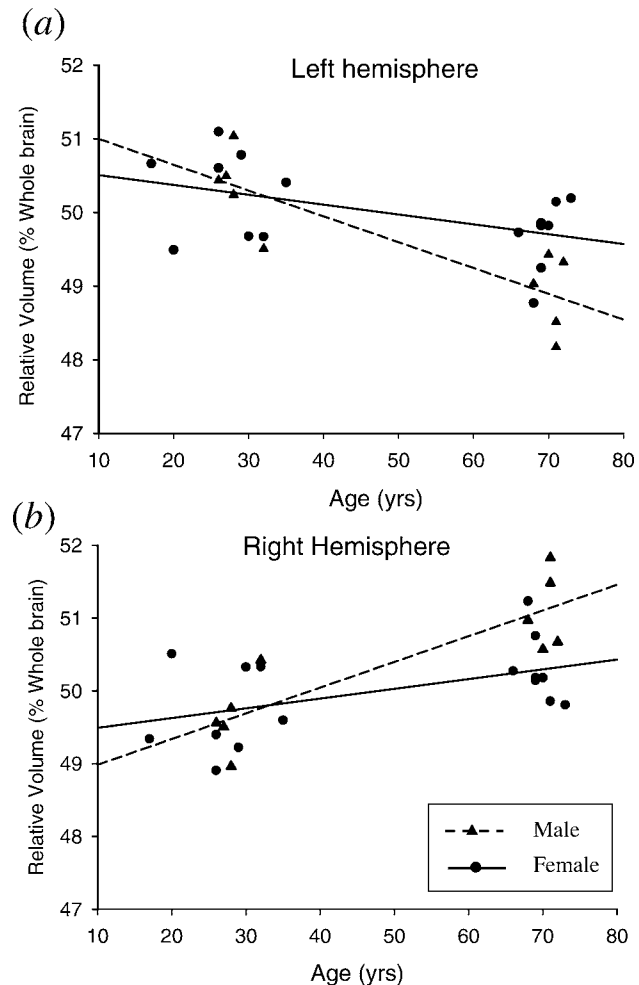 (a)
Left hemisphere
52
51
50
49
48
47
Relative Volume (% Whole brain)
10 20 30 40 50 60 70 80
Age (yrs)
(b)
Right Hemisphere
52
51
50
49
48
47
Relative Volume (% Whole brain)
Male
Female
10 20 30 40 50 60 70 80
Age (yrs)